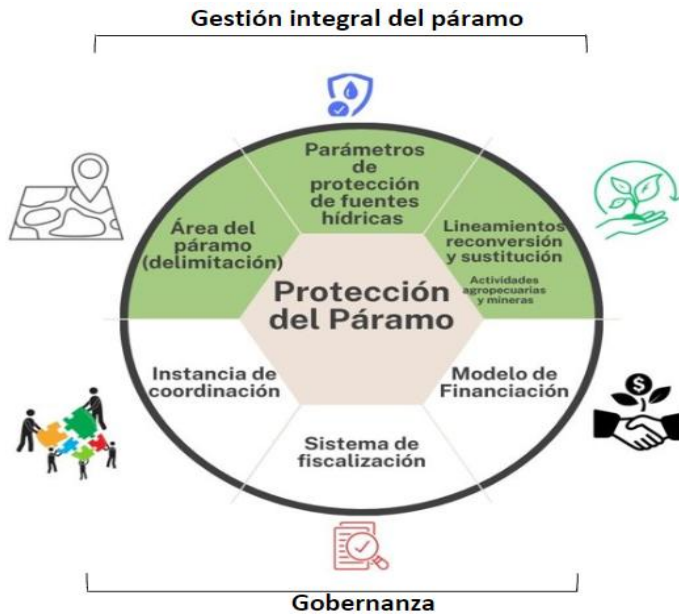 Gestión integral del páramo
Parámetros
de
protección
de fuentes
hídricas
Área del
páramo
(delimitación)
Lineamientos
reconversión
y sustitución
Actividades
agropecuarias
y mineras
Protección
del Páramo
Instancia de
coordinación
Modelo de
Financiación
$
Sistema de
fiscalización
Gobernanza